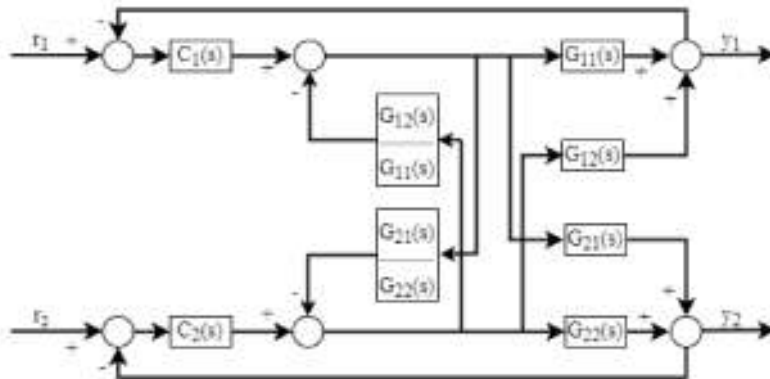 r₁ + - C₁(s) + - G₁₁(s) + y₁
G₁₂(s)
G₁₁(s)
G₁₂(s) +
G₂₁(s)
G₂₂(s)
G₂₁(s) +
r₂ + - C₂(s) + - G₂₂(s) + y₂